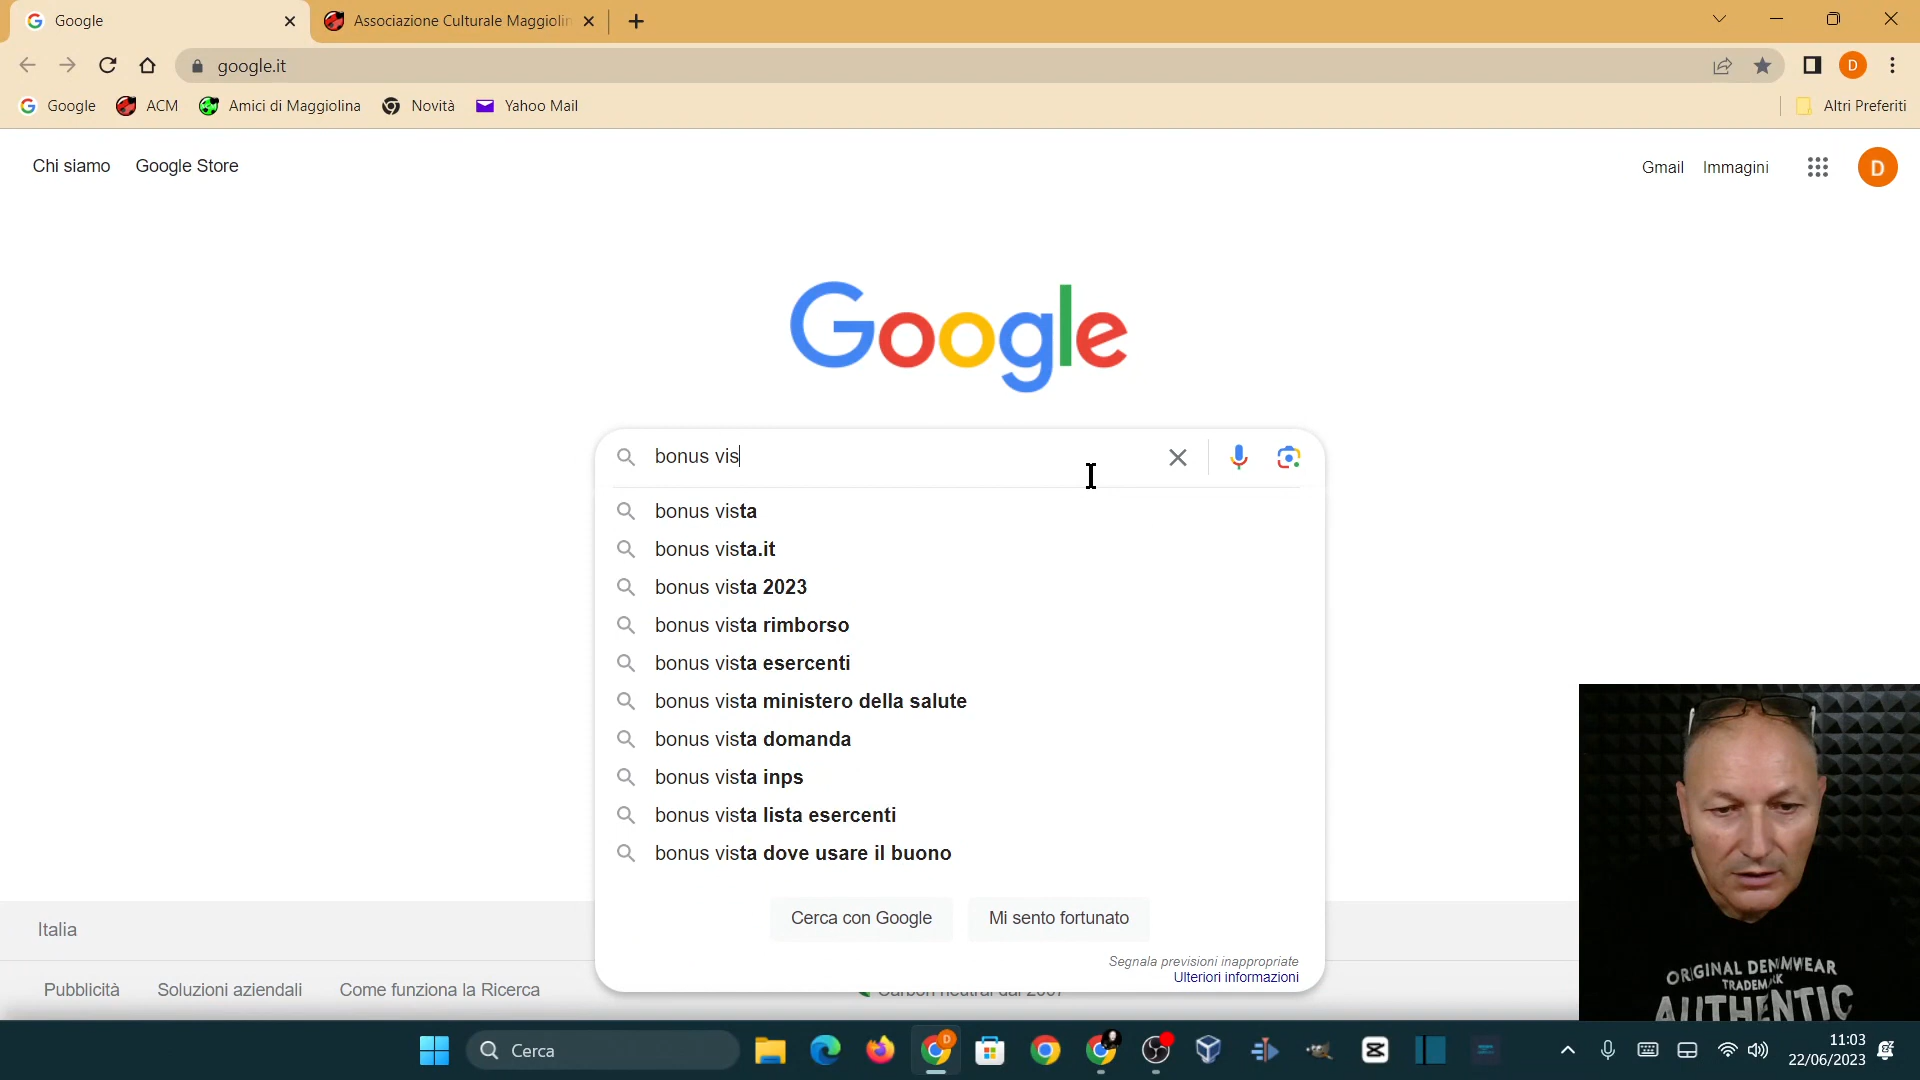 Google
Associazione Culturale Maggiolin
google.it
D
Google
ACM
Amici di Maggiolina
Novità
Yahoo Mail
Altri Preferiti
Chi siamo
Google Store
Gmail
Immagini
D
Google
bonus vis
bonus vista
bonus vista.it
bonus vista 2023
bonus vista rimborso
bonus vista esercenti
bonus vista ministero della salute
bonus vista domanda
bonus vista inps
bonus vista lista esercenti
bonus vista dove usare il buono
Cerca con Google
Mi sento fortunato
Segnala previsioni inappropriate
Ulteriori informazioni
Italia
Pubblicità
Soluzioni aziendali
Come funziona la Ricerca
Carbon neutral dal 2007
TRADEMARK
AUTHENTIC
Cerca
D
11:03
22/06/2023